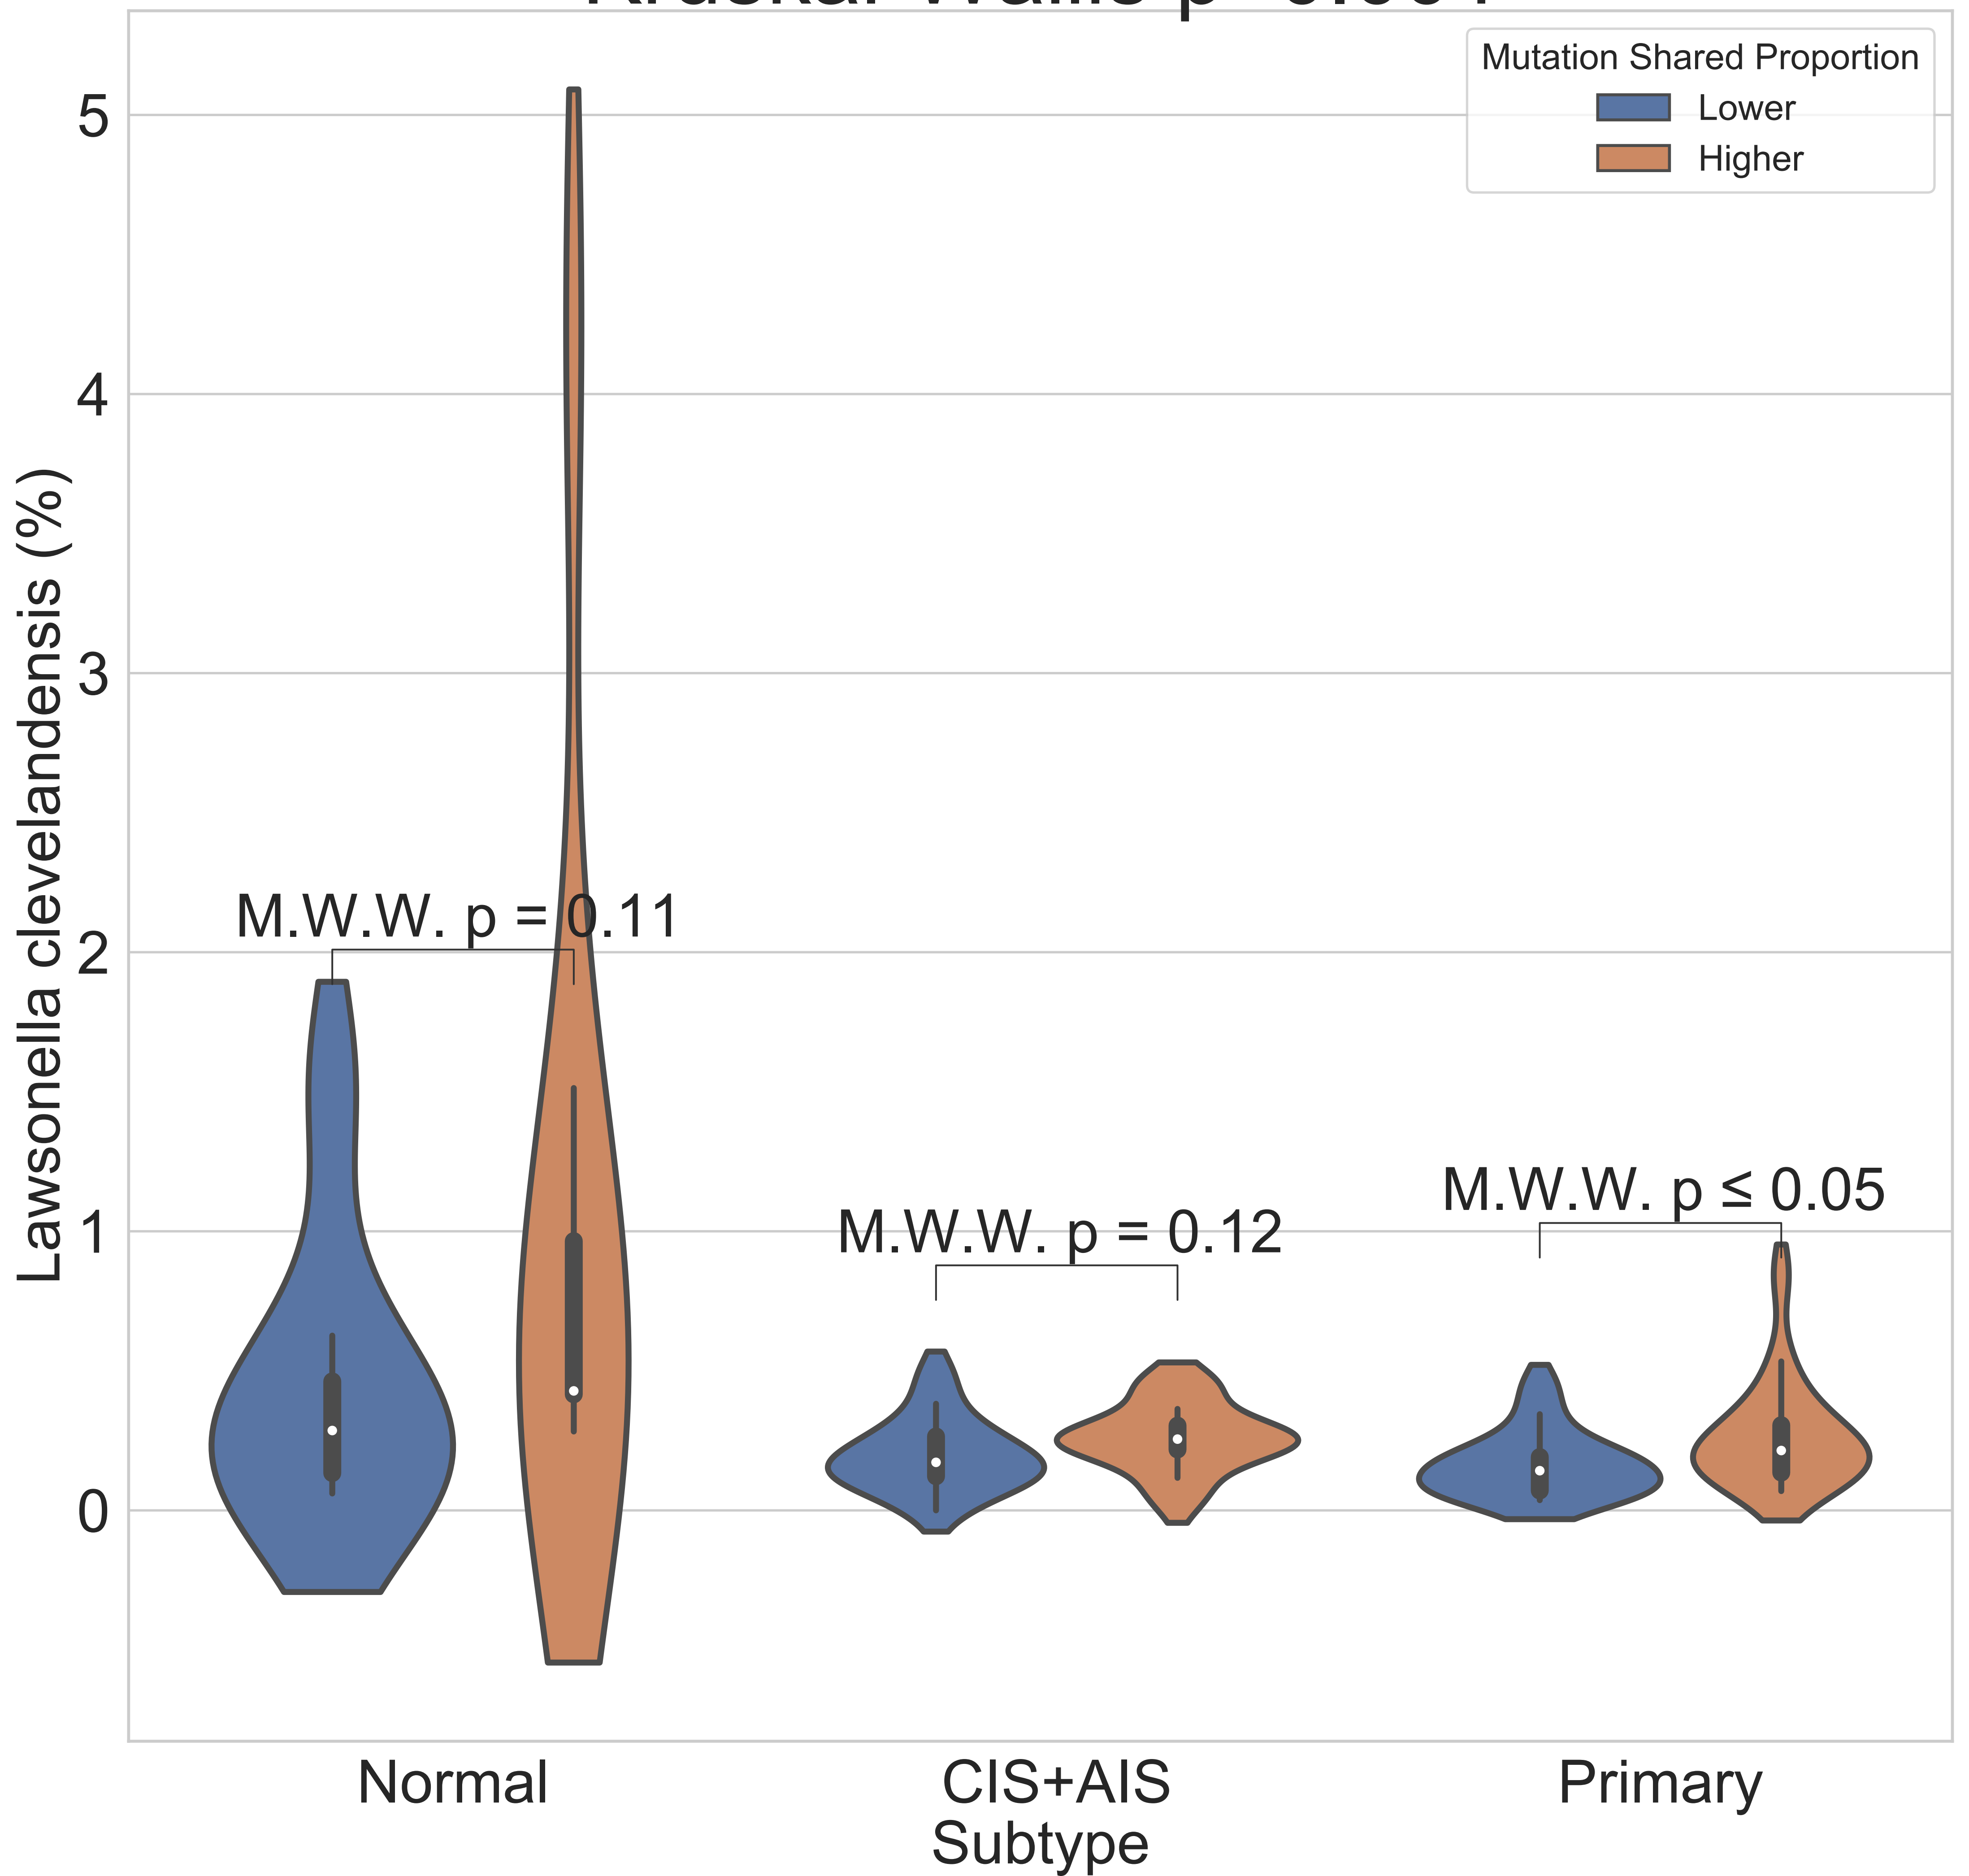 Mutation Shared Proportion
Lower
Higher
5
4
3
2
1
0
Lawsonella clevelandensis (%)
M.W.W. p = 0.11
M.W.W. p = 0.12
M.W.W. p ≤ 0.05
Normal
CIS+AIS
Primary
Subtype